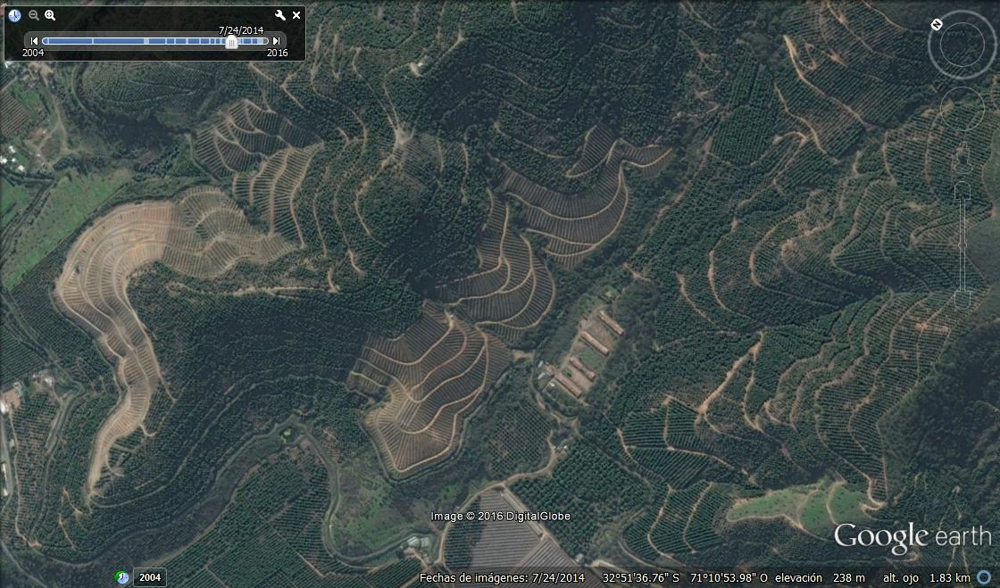 7/24/2014
2004
2016
N
Image © 2016 DigitalGlobe
Google earth
2004
Fechas de imágenes: 7/24/2014 32°51'36.76" S 71°10'53.98" O elevación 238 m alt. ojo 1.83 km